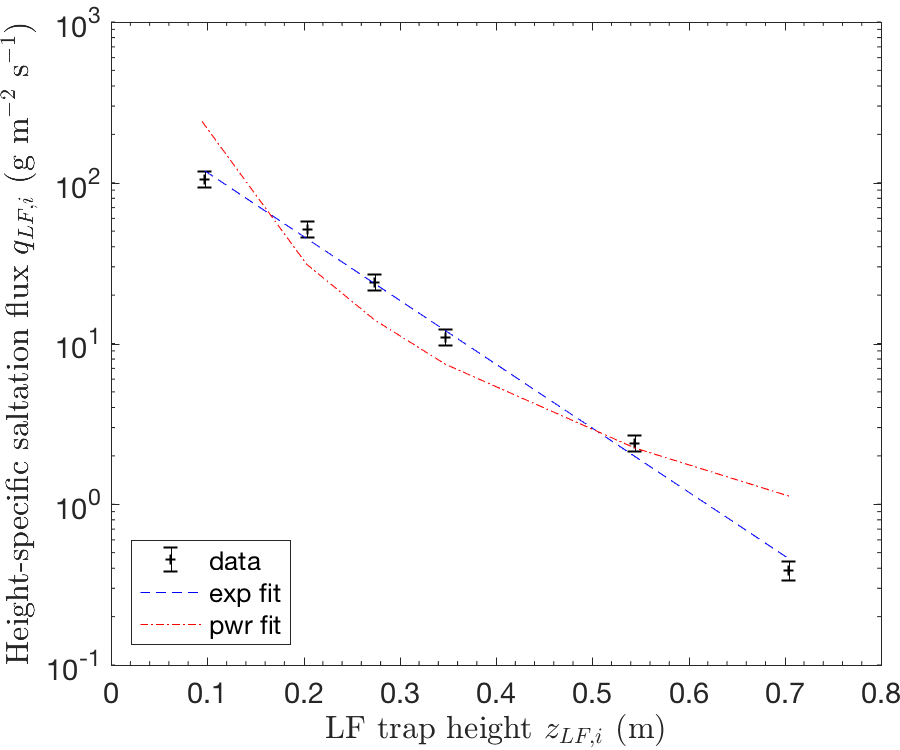 Height-specific saltation flux q_{LF,i} (g m^{-2} s^{-1})
10^3
10^2
10^1
10^0
10^{-1}
data
exp fit
pwr fit
0 0.1 0.2 0.3 0.4 0.5 0.6 0.7 0.8
LF trap height z_{LF,i} (m)